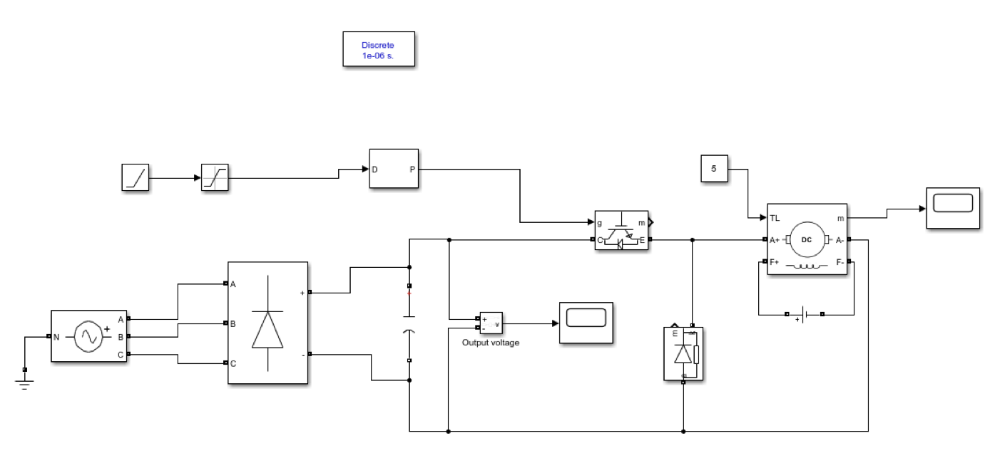 Discrete
1e-06 s.
D
P
5
g
m
C
E
TL
m
A+
DC
A-
F+
F-
+
A
+
B
-
C
N
+
A
B
C
+
-
v
Output voltage
m
a
k